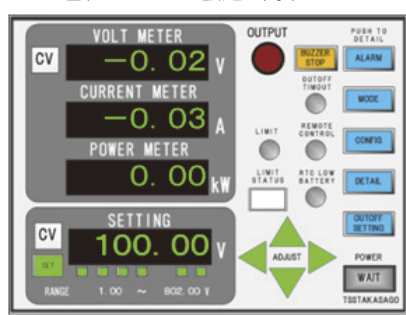 VOLT METER
CV
−0. 02 V
CURRENT METER
−0. 03 A
POWER METER
0. 00 kW
SETTING
CV
100. 00 V
SET
RANGE 1.00 ~ 802.00 V
OUTPUT
BUZZER
STOP
OUTOFF
TIMOUT
LIMIT
REMOTE
CONTROL
LIMIT
STATUS
RTC LOW
BATTERY
ADJUST
PUSH TO
DETAIL
ALARM
MODE
CONFIG
DETAIL
OUTOFF
SETTING
POWER
WAIT
TSSTAKASAGO